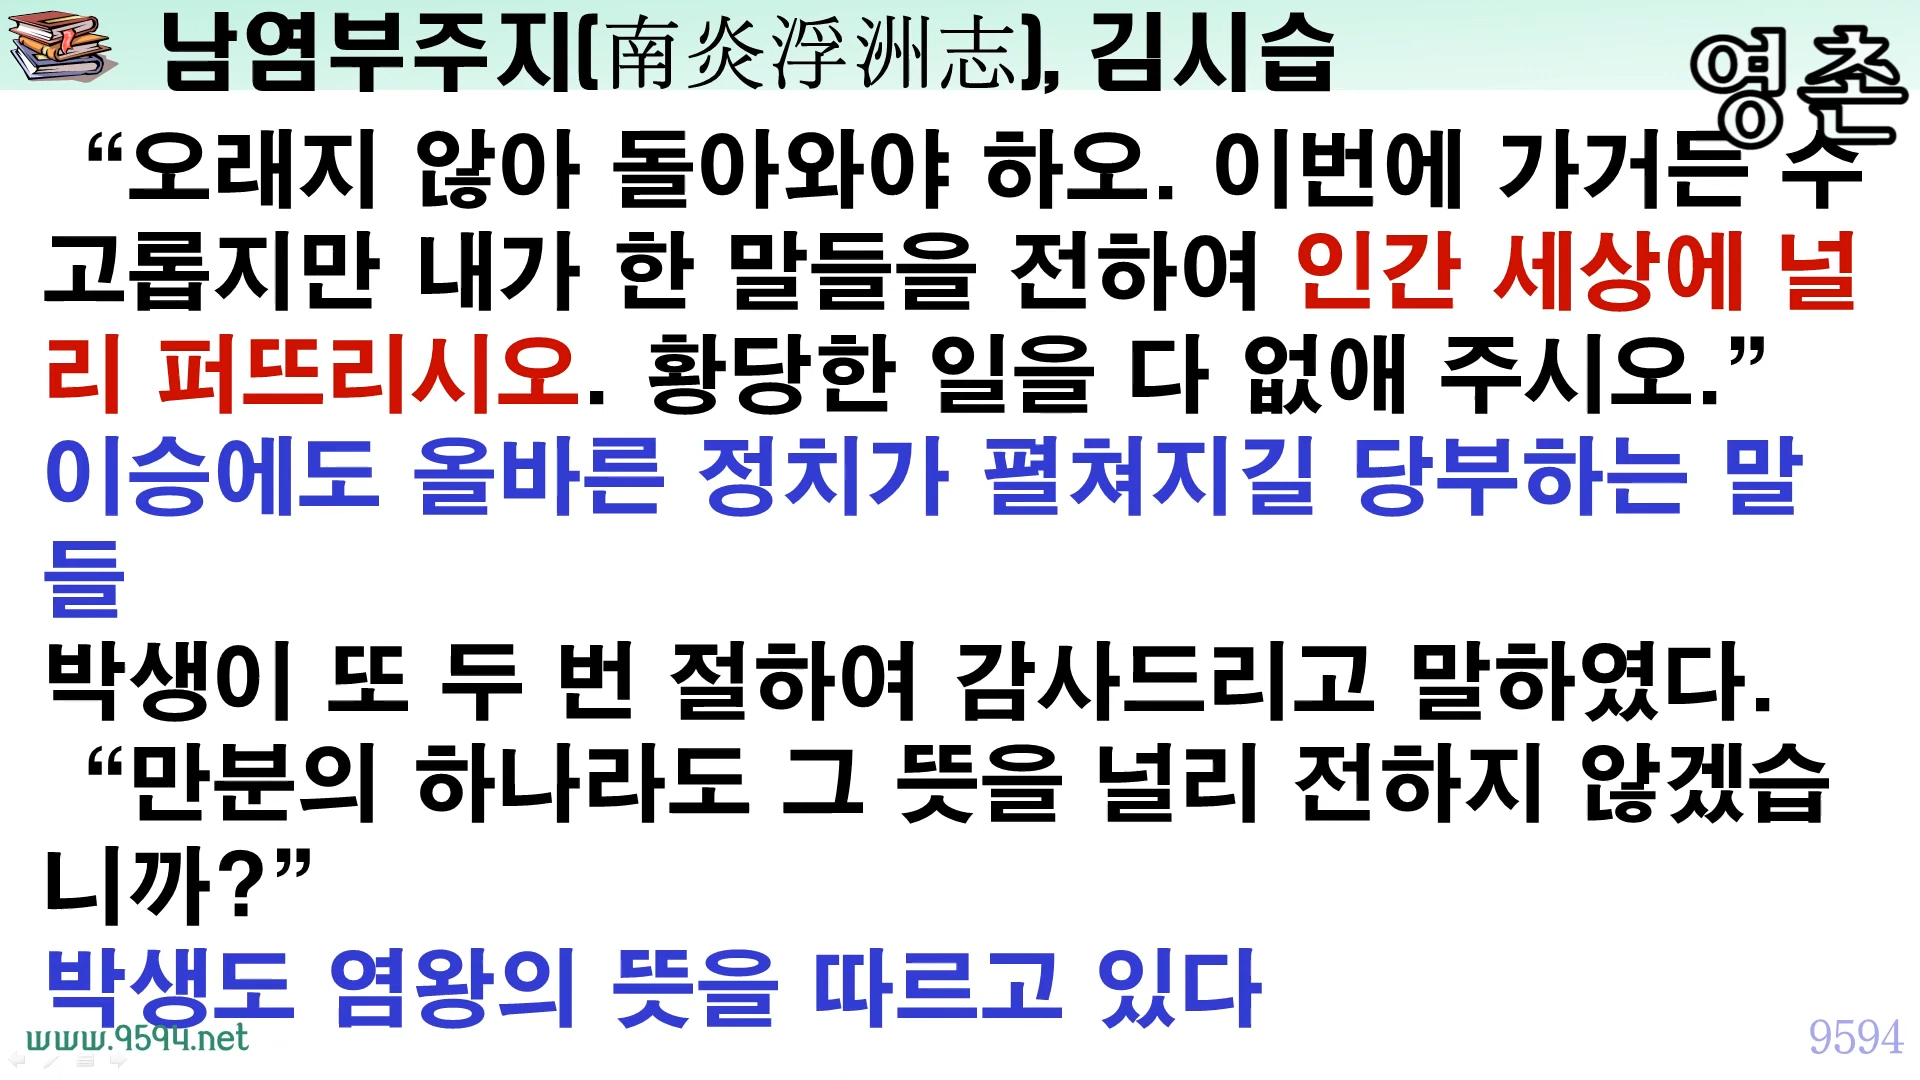 남염부주지(南炎浮洲志), 김시습
영촌
“오래지 않아 돌아와야 하오. 이번에 가거든 수
고롭지만 내가 한 말들을 전하여 인간 세상에 널
리 퍼뜨리시오. 황당한 일을 다 없애 주시오.”
이승에도 올바른 정치가 펼쳐지길 당부하는 말
들
박생이 또 두 번 절하여 감사드리고 말하였다.
“만분의 하나라도 그 뜻을 널리 전하지 않겠습
니까?”
박생도 염왕의 뜻을 따르고 있다
www.9594.net
9594